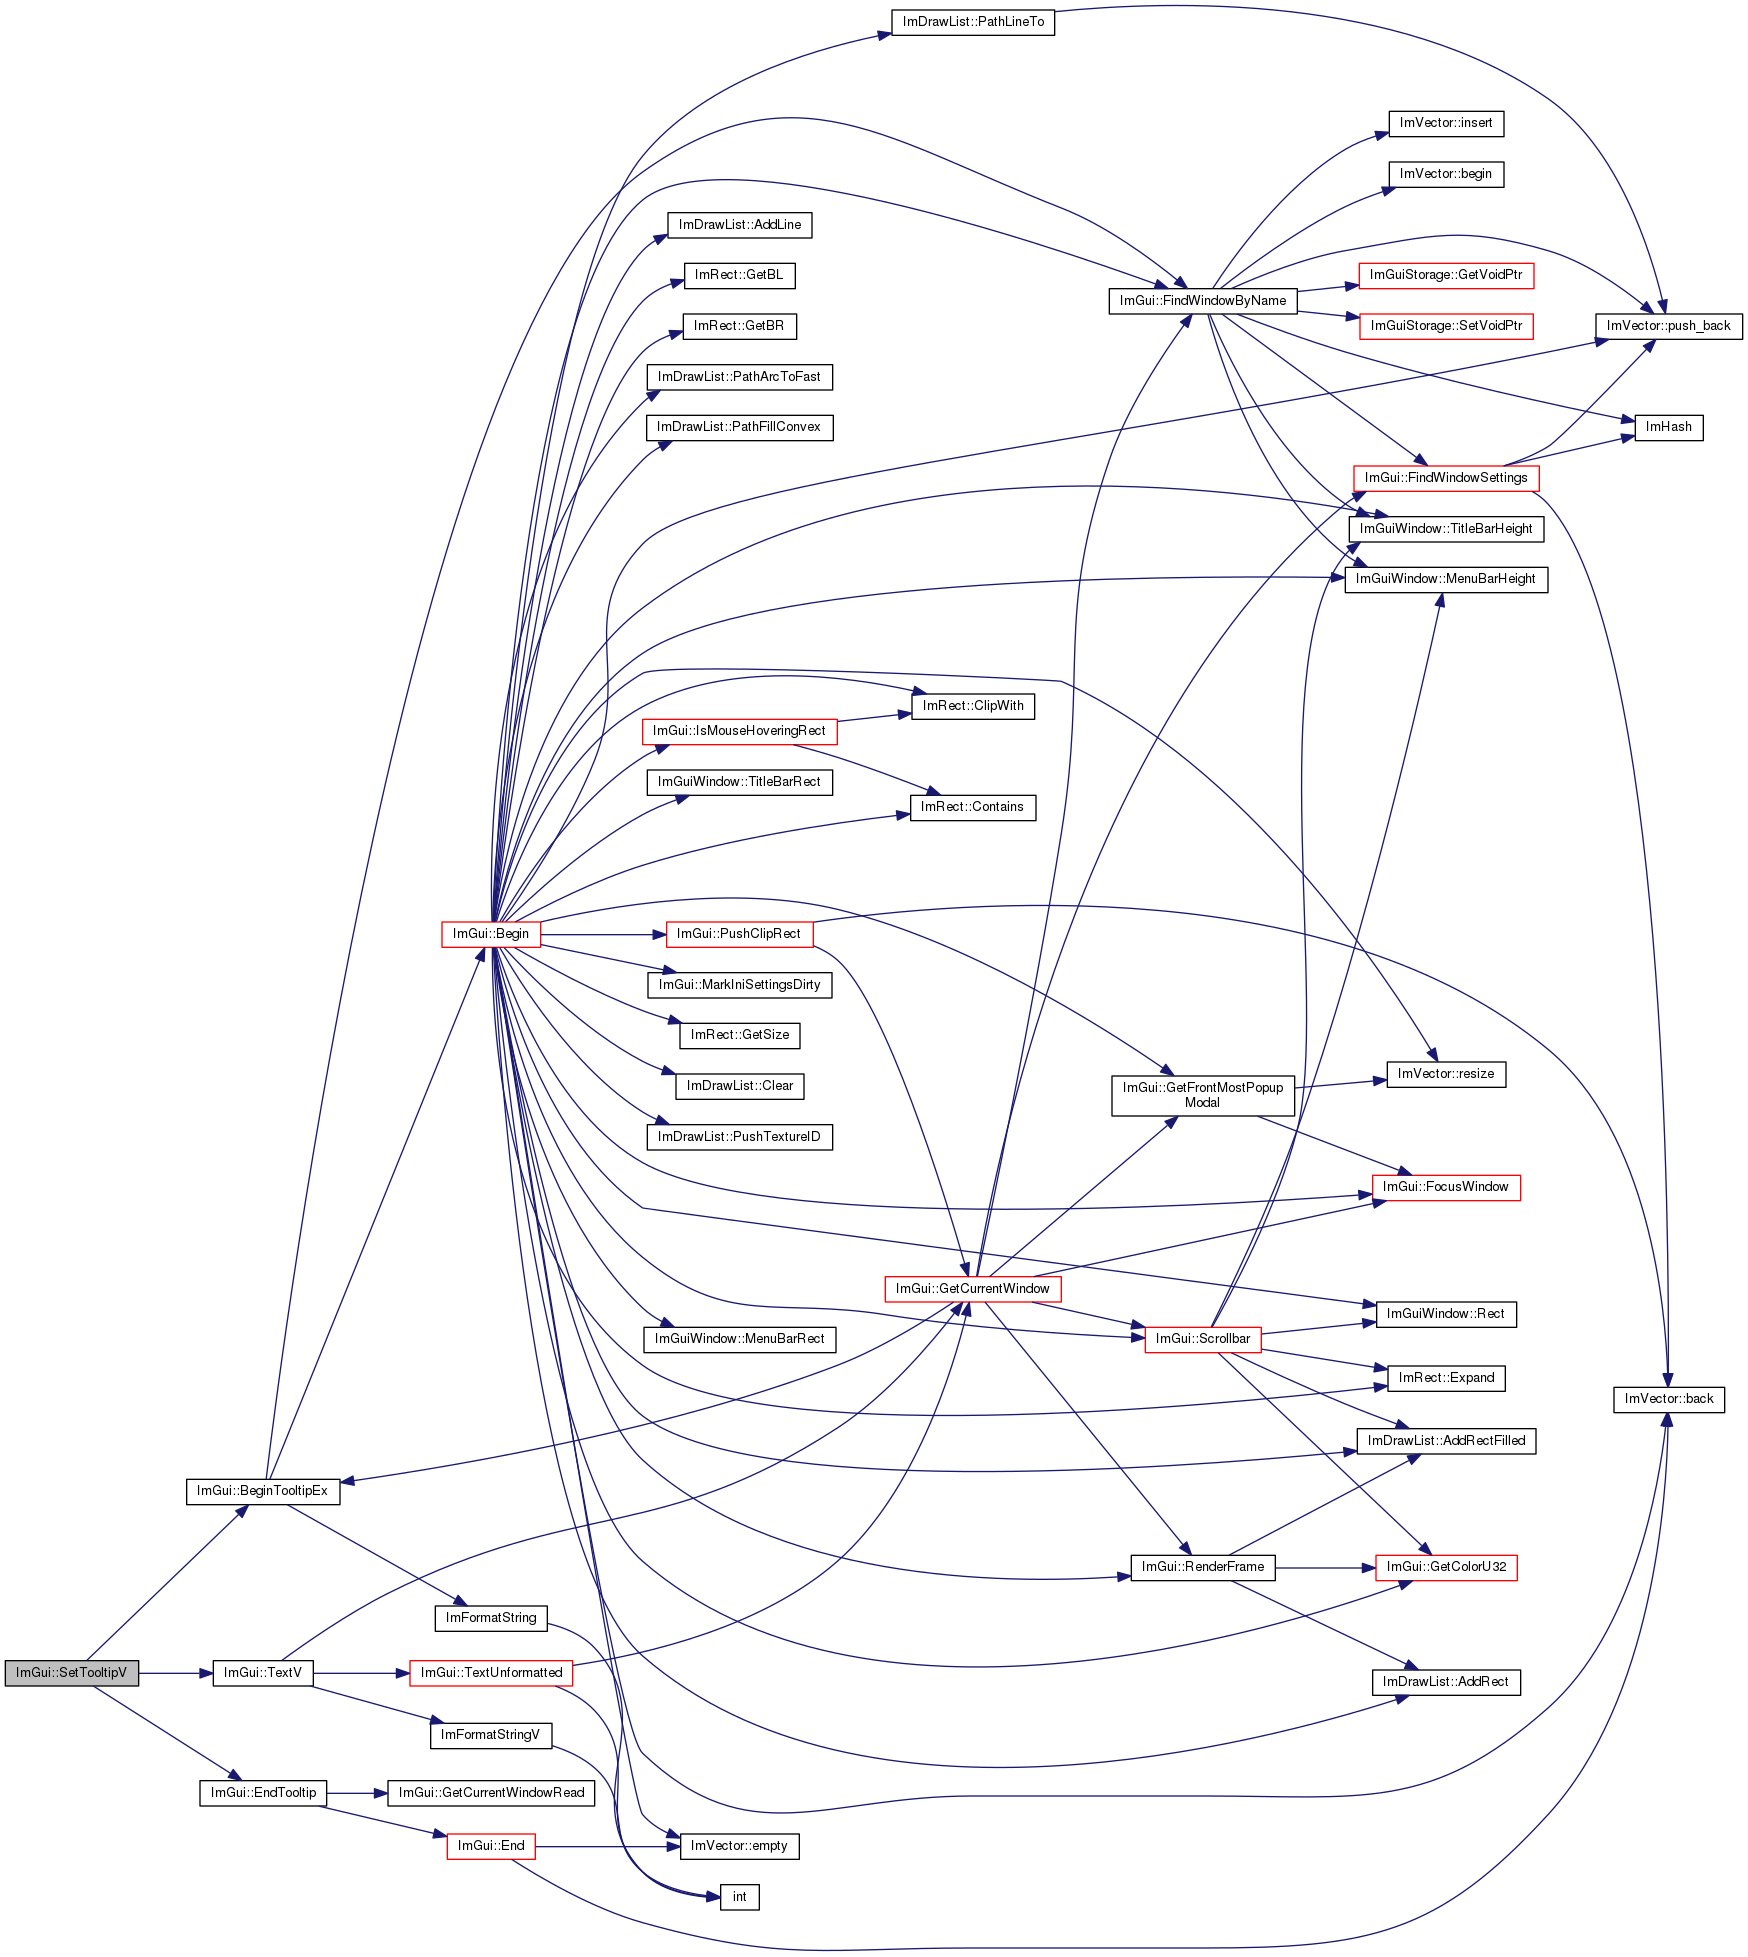 ImDrawList::PathLineTo
ImVector::insert
ImVector::begin
ImDrawList::AddLine
ImRect::GetBL
ImGuiStorage::GetVoidPtr
ImGui::FindWindowByName
ImRect::GetBR
ImGuiStorage::SetVoidPtr
ImVector::push_back
ImDrawList::PathArcToFast
ImDrawList::PathFillConvex
ImHash
ImGui::FindWindowSettings
ImGuiWindow::TitleBarHeight
ImGuiWindow::MenuBarHeight
ImRect::ClipWith
ImGui::IsMouseHoveringRect
ImGuiWindow::TitleBarRect
ImRect::Contains
ImGui::Begin
ImGui::PushClipRect
ImGui::MarkIniSettingsDirty
ImRect::GetSize
ImVector::resize
ImDrawList::Clear
ImGui::GetFrontMostPopup
Modal
ImDrawList::PushTextureID
ImGui::FocusWindow
ImGui::GetCurrentWindow
ImGuiWindow::Rect
ImGuiWindow::MenuBarRect
ImGui::Scrollbar
ImRect::Expand
ImVector::back
ImDrawList::AddRectFilled
ImGui::BeginTooltipEx
ImGui::RenderFrame
ImGui::GetColorU32
ImFormatString
ImGui::SetTooltipV
ImGui::TextV
ImGui::TextUnformatted
ImDrawList::AddRect
ImFormatStringV
ImGui::EndTooltip
ImGui::GetCurrentWindowRead
ImGui::End
ImVector::empty
int